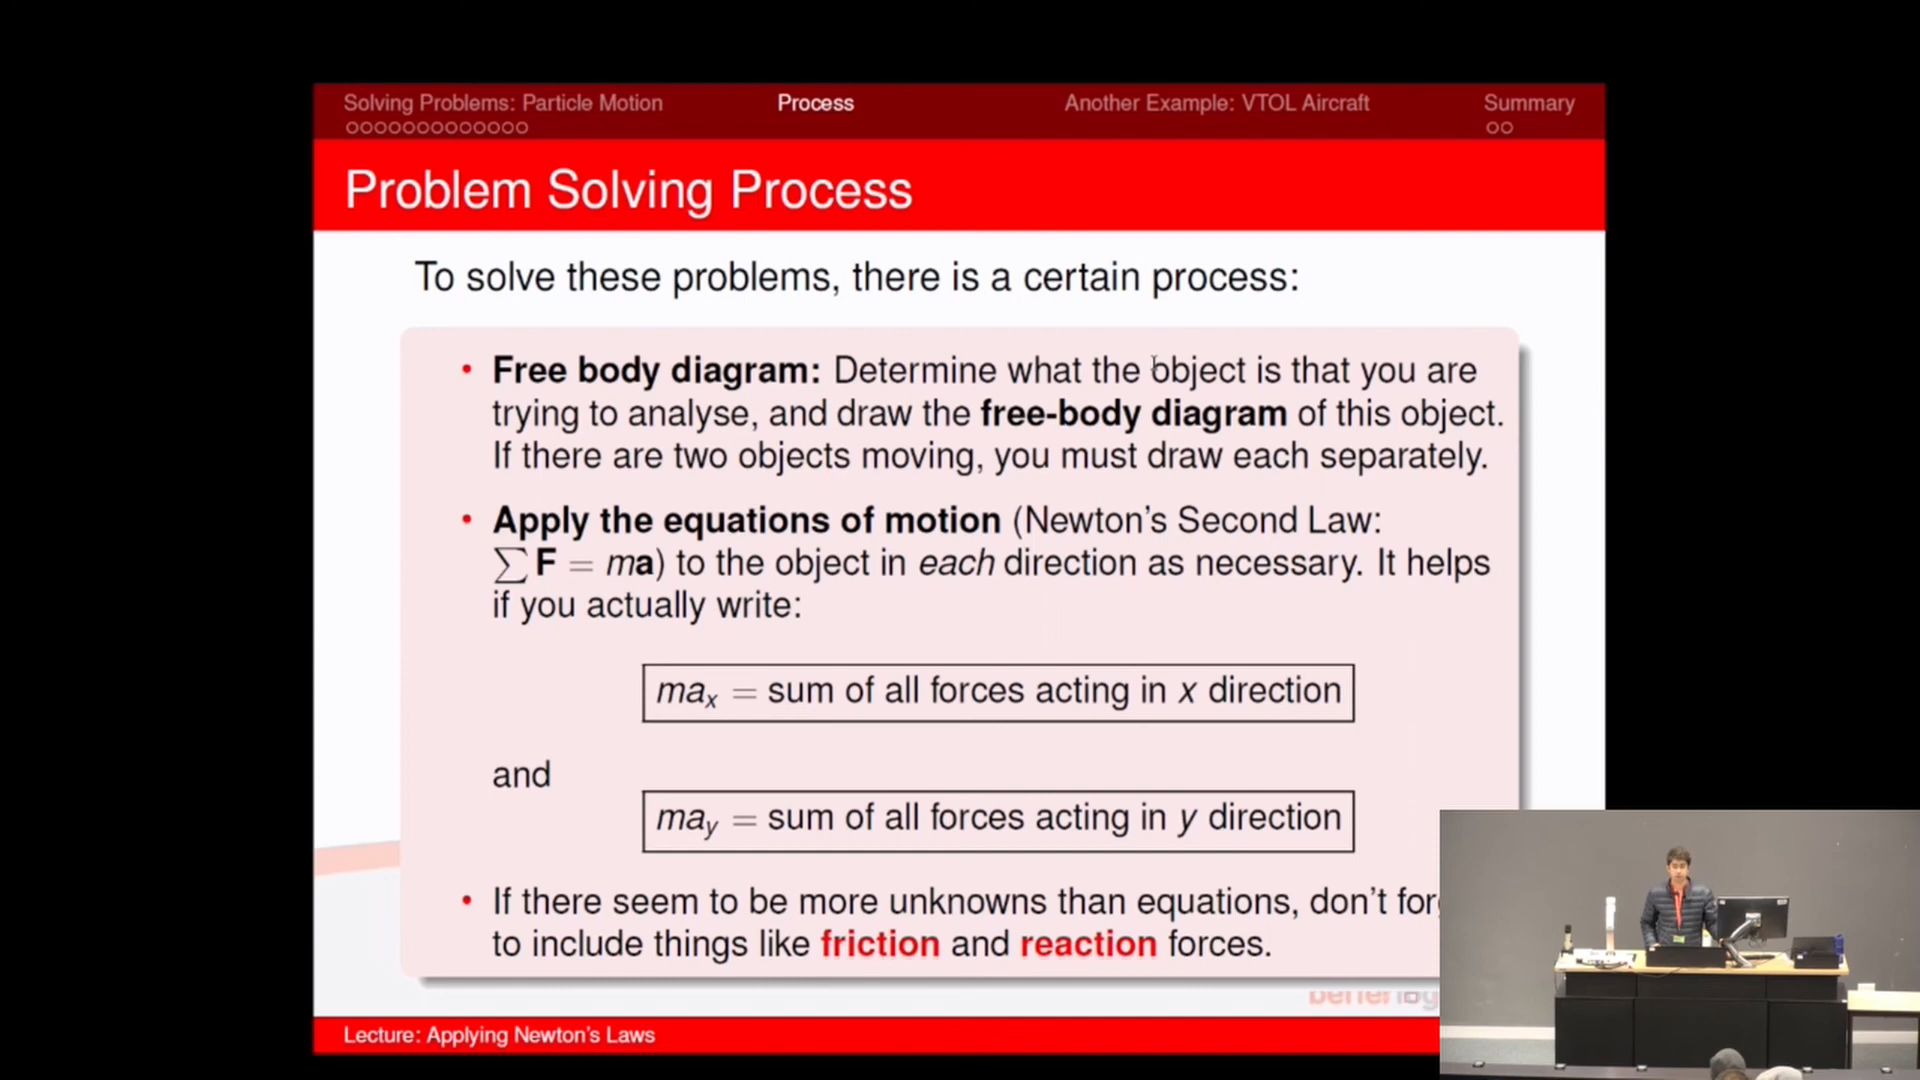 Solving Problems: Particle Motion
Process
Another Example: VTOL Aircraft
Summary
Problem Solving Process
To solve these problems, there is a certain process:
• Free body diagram: Determine what the object is that you are
trying to analyse, and draw the free-body diagram of this object.
If there are two objects moving, you must draw each separately.
• Apply the equations of motion (Newton's Second Law:
∑ F = ma) to the object in each direction as necessary. It helps
if you actually write:
maₓ = sum of all forces acting in x direction
and
ma_y = sum of all forces acting in y direction
• If there seem to be more unknowns than equations, don't
to include things like friction and reaction forces.
Lecture: Applying Newton's Laws